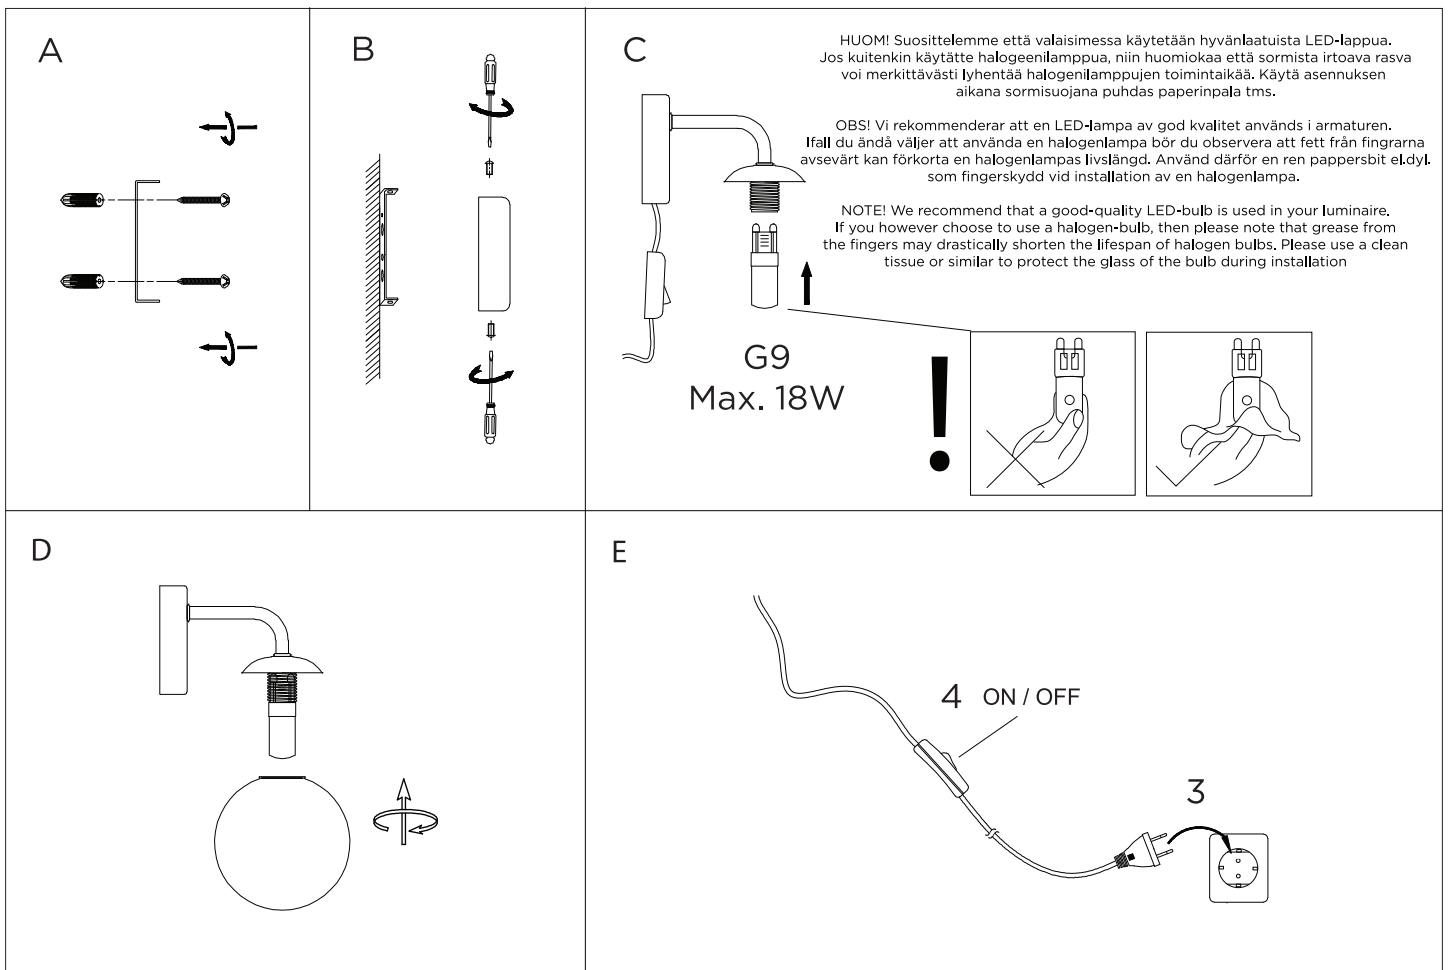 A
B
C
HUOM! Suosittelemme että valaisimessa käytetään hyvänlaatuista LED-lappua.
Jos kuitenkin käytätte halogeenilamppua, niin huomiokaa että sormista irtoava rasva
voi merkittävästi lyhentää halogenilamppujen toimintaikää. Käytä asennuksen
aikana sormisuojana puhdas paperinpala tms.
OBS! Vi rekommenderar att en LED-lampa av god kvalitet används i armaturen.
Ifall du ändå väljer att använda en halogenlampa bör du observera att fett från fingrarna
avsevärt kan förkorta en halogenlampas livslängd. Använd därför en ren pappersbit el.dyl.
som fingerskydd vid installation av en halogenlampa.
NOTE! We recommend that a good-quality LED-bulb is used in your luminaire.
If you however choose to use a halogen-bulb, then please note that grease from
the fingers may drastically shorten the lifespan of halogen bulbs. Please use a clean
tissue or similar to protect the glass of the bulb during installation
G9
Max. 18W
!
D
E
4 ON / OFF
3